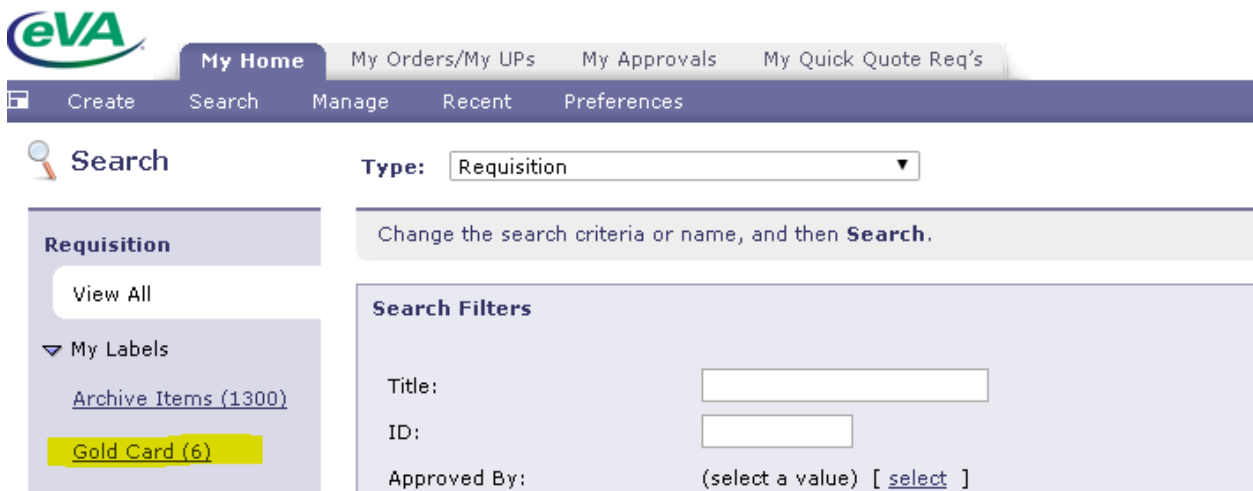 eVA
My Home My Orders/My UPs My Approvals My Quick Quote Req's
Create Search Manage Recent Preferences
Search
Type: Requisition
Requisition
View All
My Labels
Archive Items (1300)
Gold Card (6)
Change the search criteria or name, and then Search.
Search Filters
Title:
ID:
Approved By: (select a value) [ select ]